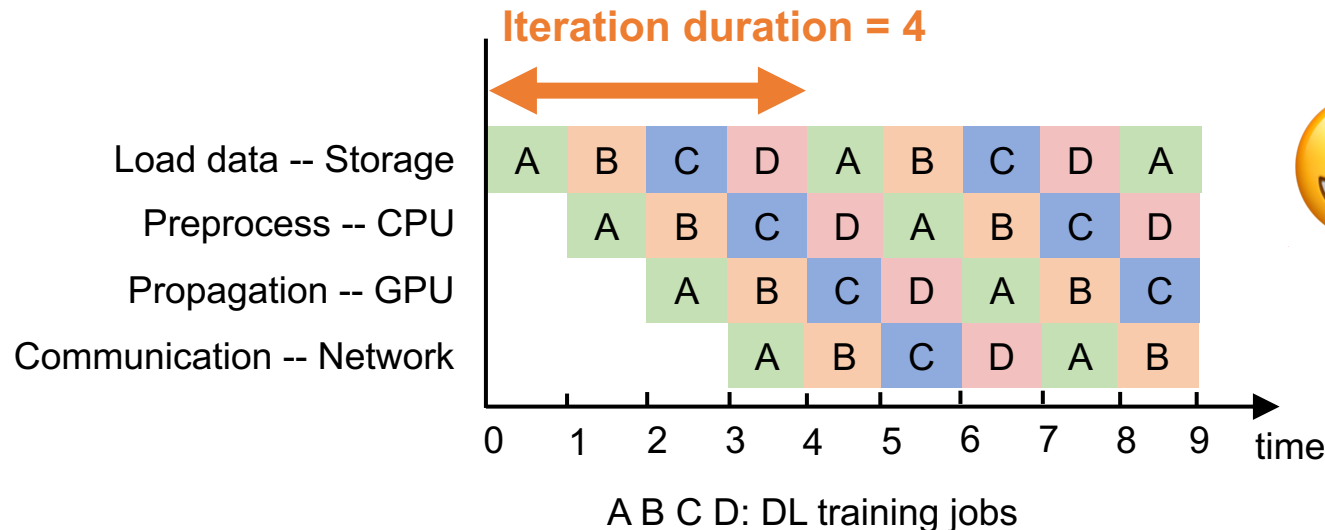 Iteration duration = 4
Load data -- Storage A B C D A B C D A
Preprocess -- CPU A B C D A B C D
Propagation -- GPU A B C D A B C
Communication -- Network A B C D A B
0 1 2 3 4 5 6 7 8 9 time
A B C D: DL training jobs